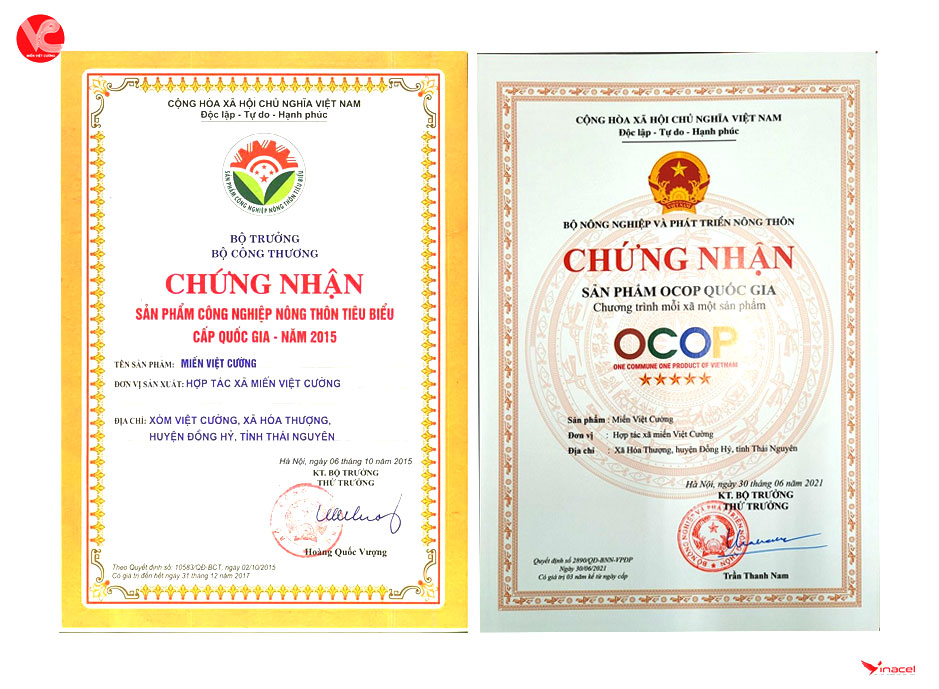 VC
MIẾN VIỆT CƯỜNG
CỘNG HÒA XÃ HỘI CHỦ NGHĨA VIỆT NAM
Độc lập - Tự do - Hạnh phúc
SẢN PHẨM CÔNG NGHIỆP NÔNG THÔN TIÊU BIỂU
BỘ TRƯỞNG
BỘ CÔNG THƯƠNG
CHỨNG NHẬN
SẢN PHẨM CÔNG NGHIỆP NÔNG THÔN TIÊU BIỂU
CẤP QUỐC GIA - NĂM 2015
TÊN SẢN PHẨM: MIẾN VIỆT CƯỜNG
ĐƠN VỊ SẢN XUẤT: HỢP TÁC XÃ MIẾN VIỆT CƯỜNG
ĐỊA CHỈ: XÓM VIỆT CƯỜNG, XÃ HÓA THƯỢNG,
HUYỆN ĐỒNG HỶ, TỈNH THÁI NGUYÊN
Hà Nội, ngày 06 tháng 10 năm 2015
KT. BỘ TRƯỞNG
THỨ TRƯỞNG
Hoàng Quốc Vượng
Theo Quyết định số: 10583/QĐ-BCT, ngày 02/10/2015
Có giá trị đến hết ngày 31 tháng 12 năm 2017
CỘNG HÒA XÃ HỘI CHỦ NGHĨA VIỆT NAM
Độc lập - Tự do - Hạnh phúc
BỘ NÔNG NGHIỆP VÀ PHÁT TRIỂN NÔNG THÔN
CHỨNG NHẬN
SẢN PHẨM OCOP QUỐC GIA
Chương trình mỗi xã một sản phẩm
OCOP
ONE COMMUNE ONE PRODUCT OF VIETNAM
Sản phẩm : Miến Việt Cường
Đơn vị : Hợp tác xã miến Việt Cường
Địa chỉ : Xã Hóa Thượng, huyện Đồng Hỷ, tỉnh Thái Nguyên
Hà Nội, ngày 30 tháng 06 năm 2021
KT. BỘ TRƯỞNG
THỨ TRƯỞNG
Trần Thanh Nam
Quyết định số 2890/QĐ-BNN-VPĐP
Ngày 30/06/2021
Có giá trị 03 năm kể từ ngày cấp
Vinacel